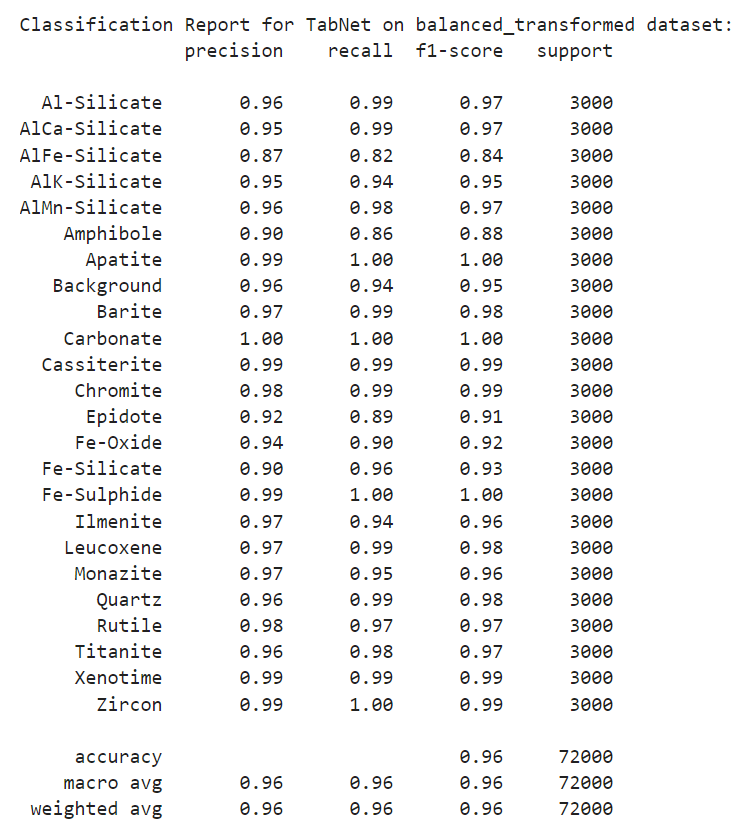 Classification Report for TabNet on balanced_transformed dataset:
precision recall f1-score support
Al-Silicate 0.96 0.99 0.97 3000
AlCa-Silicate 0.95 0.99 0.97 3000
AlFe-Silicate 0.87 0.82 0.84 3000
AlK-Silicate 0.95 0.94 0.95 3000
AlMn-Silicate 0.96 0.98 0.97 3000
Amphibole 0.90 0.86 0.88 3000
Apatite 0.99 1.00 1.00 3000
Background 0.96 0.94 0.95 3000
Barite 0.97 0.99 0.98 3000
Carbonate 1.00 1.00 1.00 3000
Cassiterite 0.99 0.99 0.99 3000
Chromite 0.98 0.99 0.99 3000
Epidote 0.92 0.89 0.91 3000
Fe-Oxide 0.94 0.90 0.92 3000
Fe-Silicate 0.90 0.96 0.93 3000
Fe-Sulphide 0.99 1.00 1.00 3000
Ilmenite 0.97 0.94 0.96 3000
Leucoxene 0.97 0.99 0.98 3000
Monazite 0.97 0.95 0.96 3000
Quartz 0.96 0.99 0.98 3000
Rutile 0.98 0.97 0.97 3000
Titanite 0.96 0.98 0.97 3000
Xenotime 0.99 0.99 0.99 3000
Zircon 0.99 1.00 0.99 3000
accuracy 0.96 72000
macro avg 0.96 0.96 0.96 72000
weighted avg 0.96 0.96 0.96 72000